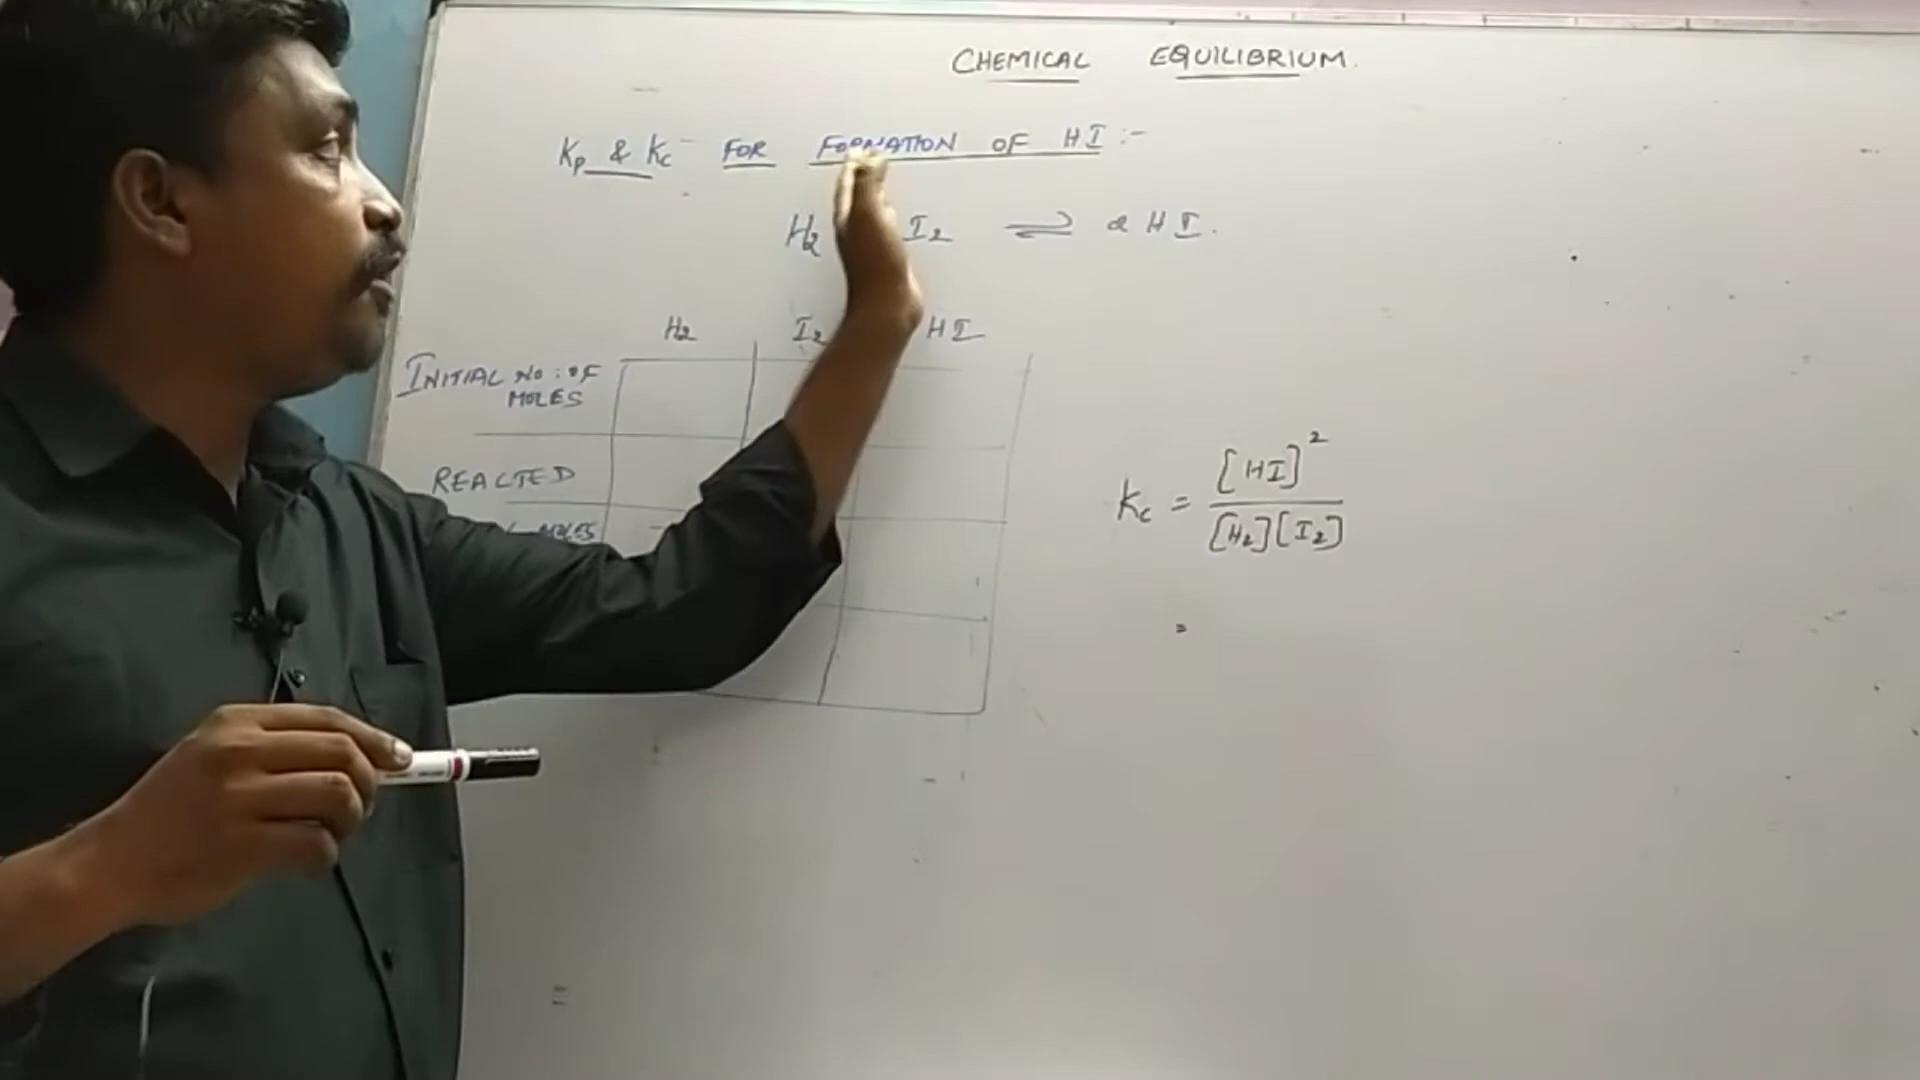 CHEMICAL EQUILIBRIUM.
Kp & Kc FOR FORMATION OF HI :-
H2 I2 ⇌ 2 HI.
H2 I2 HI
INITIAL NO: OF
MOLES
REACTED
MOLES
Kc = [HI]²
[H2][I2]
=